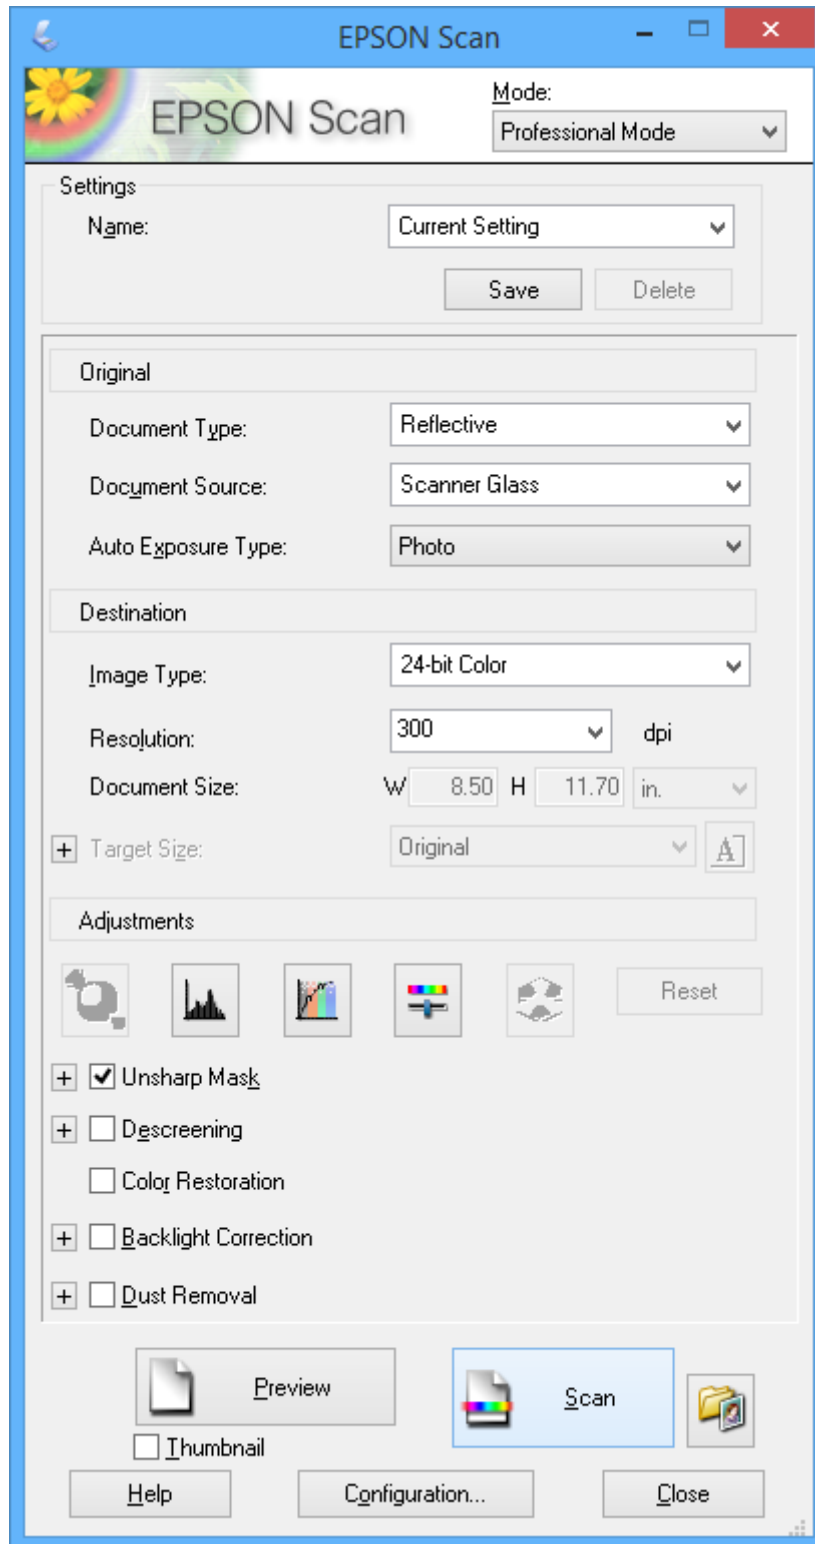 EPSON Scan
EPSON Scan
Mode:
Professional Mode
Settings
Name:
Current Setting
Save
Delete
Original
Document Type:
Reflective
Document Source:
Scanner Glass
Auto Exposure Type:
Photo
Destination
Image Type:
24-bit Color
Resolution:
300
dpi
Document Size:
W 8.50 H 11.70 in.
Target Size:
Original
A
Adjustments
Reset
Unsharp Mask
Descreening
Color Restoration
Backlight Correction
Dust Removal
Preview
Scan
Thumbnail
Help
Configuration...
Close